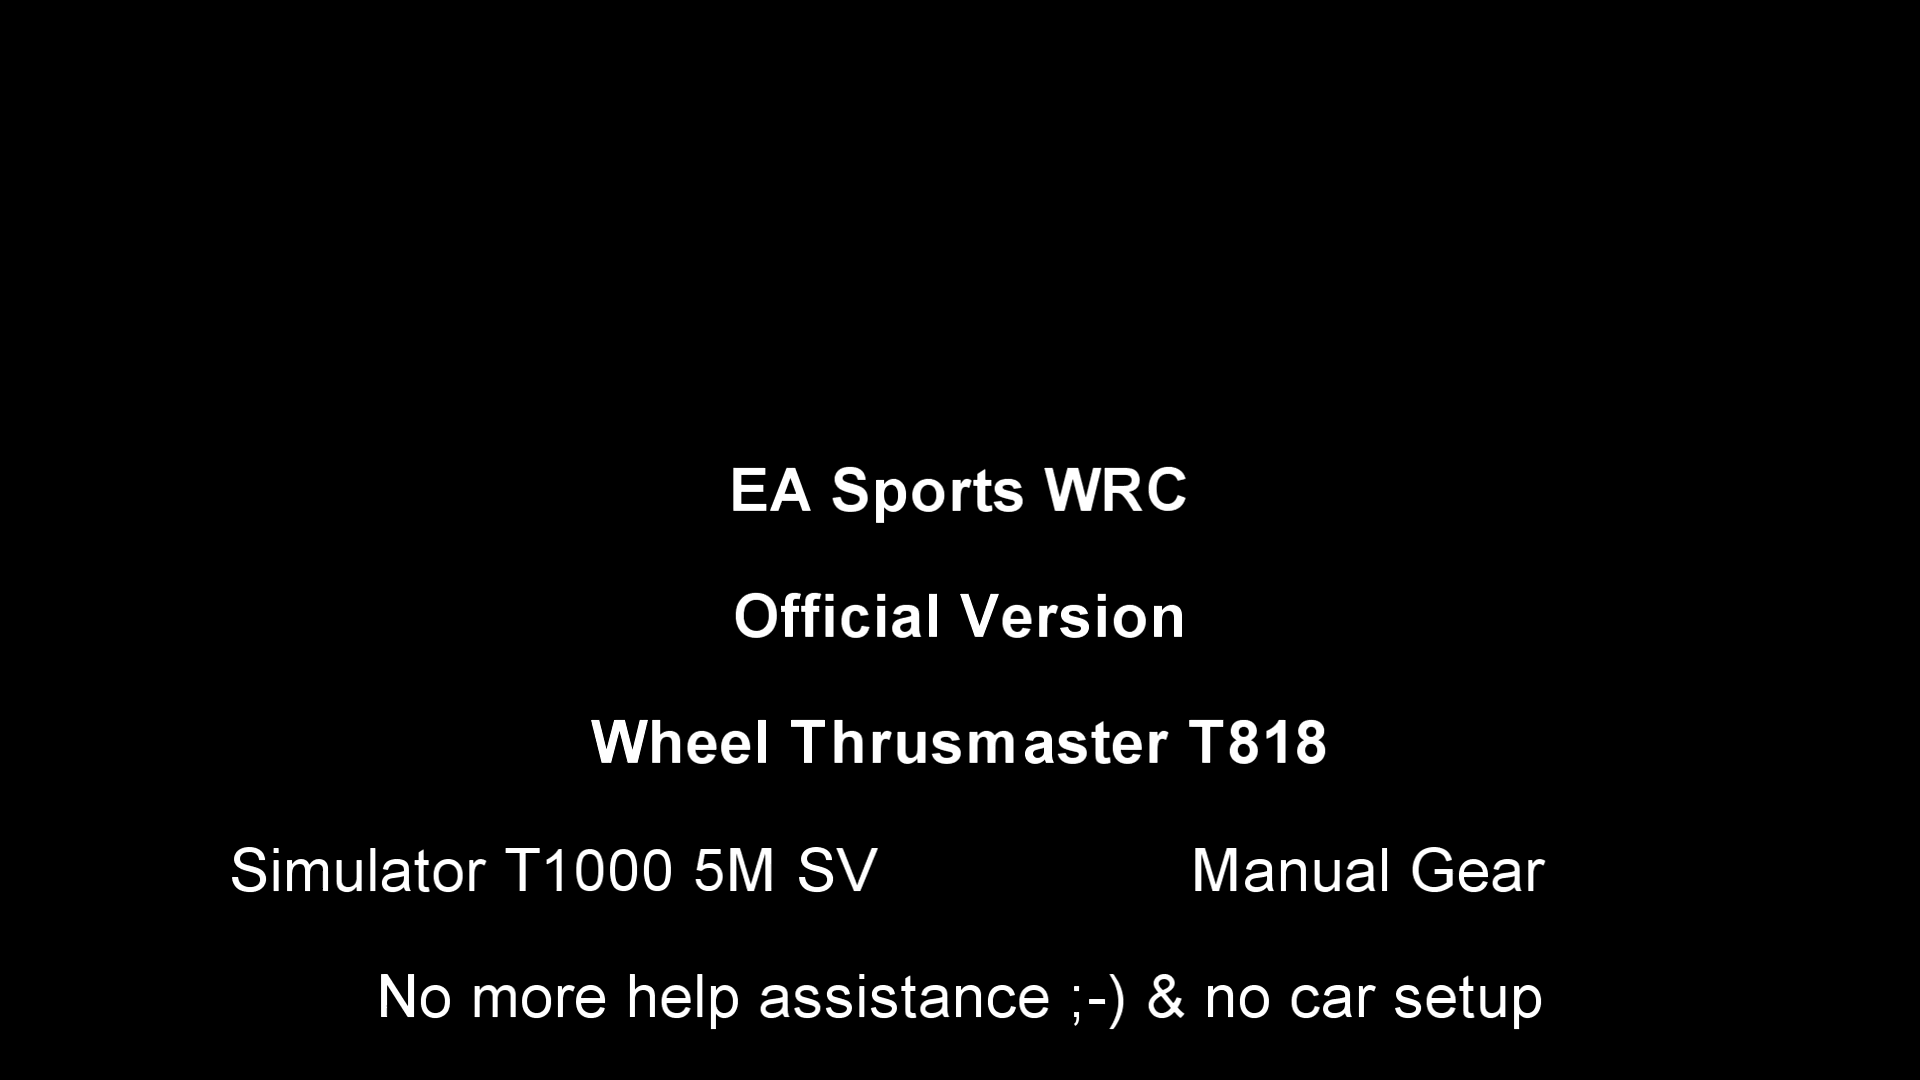 EA Sports WRC
Official Version
Wheel Thrusmaster T818
Simulator T1000 5M SV Manual Gear
No more help assistance ;-) & no car setup